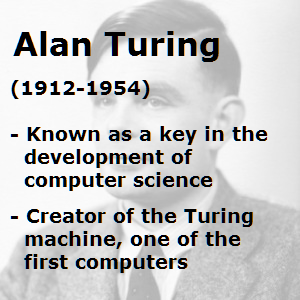 Alan Turing
(1912-1954)
- Known as a key in the
development of
computer science
- Creator of the Turing
machine, one of the
first computers